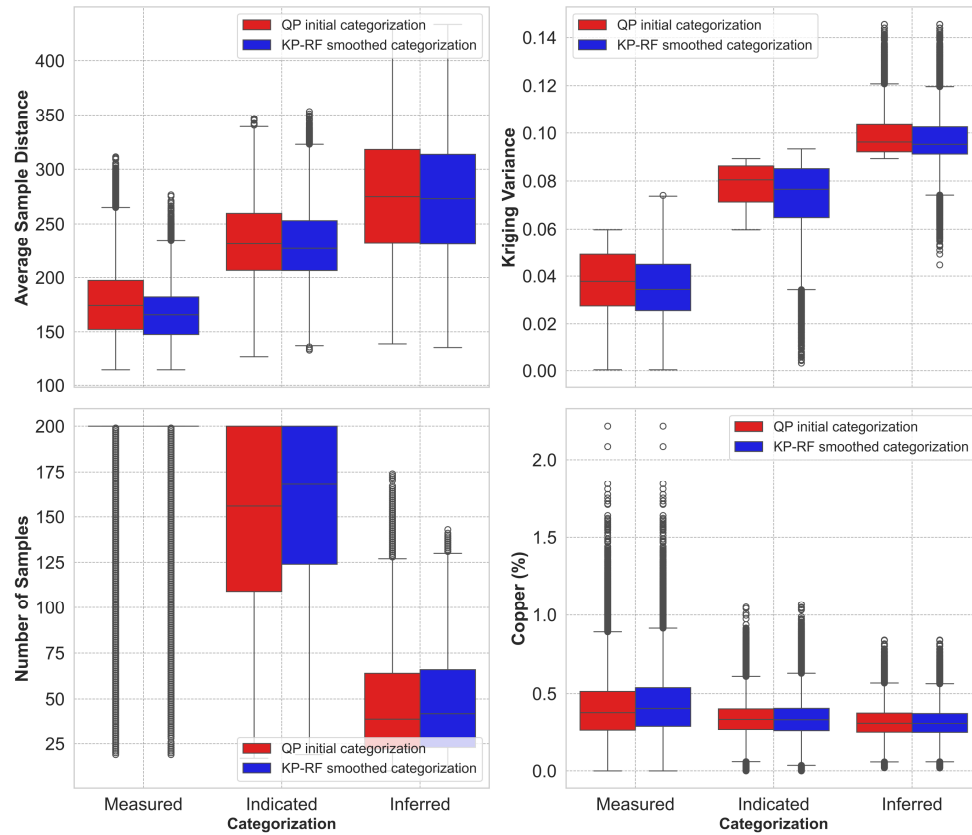 QP initial categorization
KP-RF smoothed categorization
400
350
300
250
200
150
100
Average Sample Distance
QP initial categorization
KP-RF smoothed categorization
0.14
0.12
0.10
0.08
0.06
0.04
0.02
0.00
Kriging Variance
200
175
150
125
100
75
50
25
Number of Samples
QP initial categorization
KP-RF smoothed categorization
Measured
Indicated
Inferred
Categorization
QP initial categorization
KP-RF smoothed categorization
2.0
1.5
1.0
0.5
0.0
Copper (%)
Measured
Indicated
Inferred
Categorization